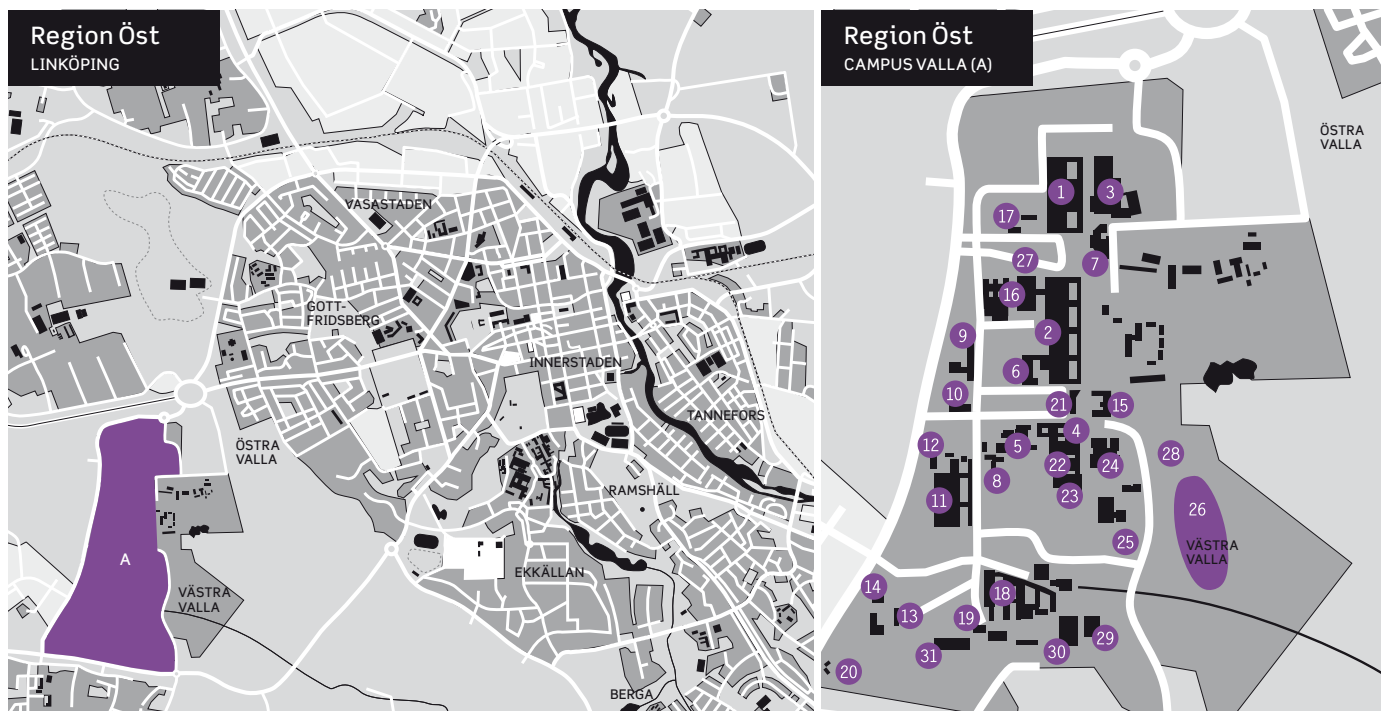 Region Öst
LINKÖPING
VASASTADEN
GOTT-
FRIDSBERG
INNERSTADEN
TANNEFORS
ÖSTRA
VALLA
RAMSHÄLL
EKKÄLLAN
A
VÄSTRA
VALLA
BERGA
Region Öst
CAMPUS VALLA (A)
ÖSTRA
VALLA
1
3
17
27
7
16
2
9
6
10
21
15
4
12
5
28
22
24
8
23
11
26
25
VÄSTRA
VALLA
14
18
13
19
29
30
31
20